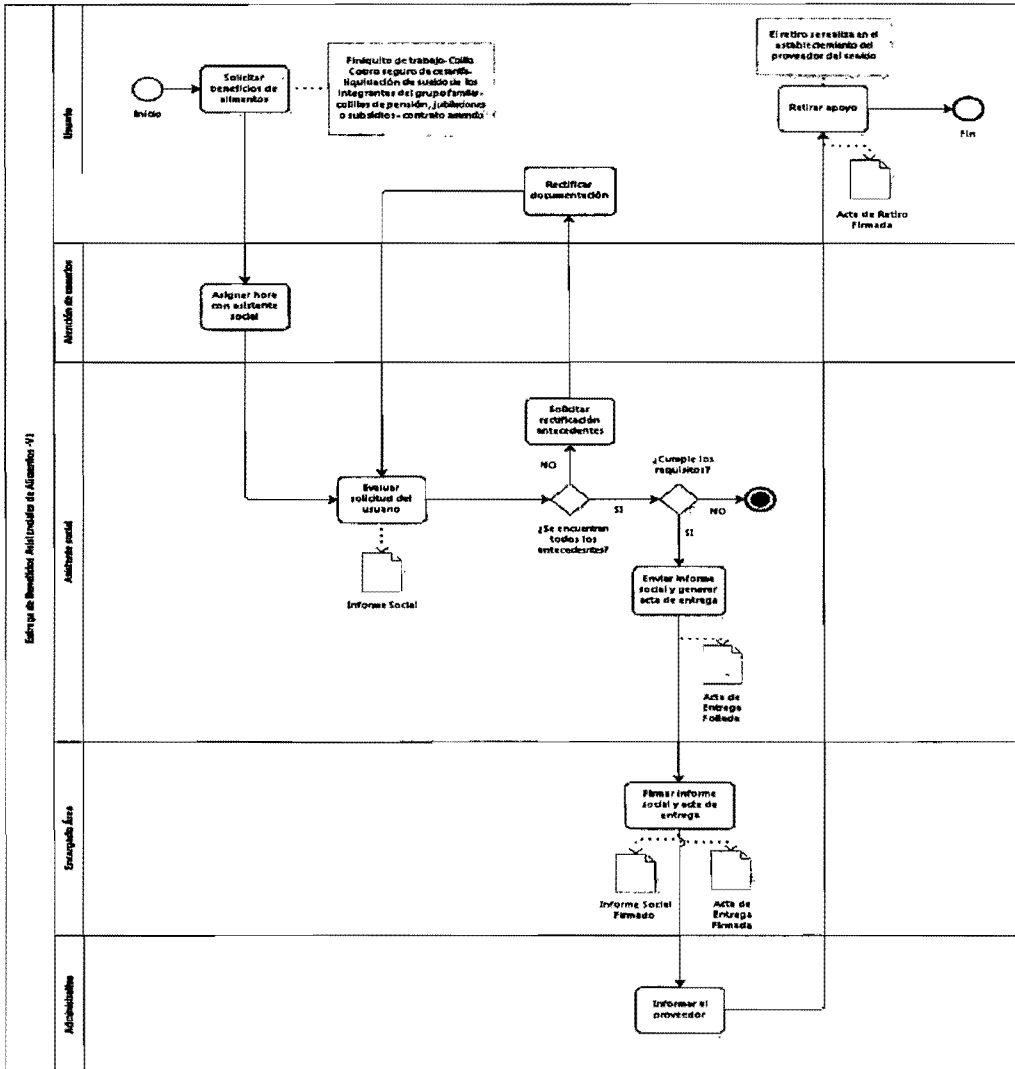 Entrega de Beneficios Asistenciales de Alimentos -V1
Usuario
Inicio
Solicitar
beneficios de
alimentos
Finiquito de trabajo- Colilla
Cobro seguro de cesantía-
liquidación de sueldo de los
integrantes del grupo familiar-
colillas de pensión, jubilaciones
o subsidios - contrato arriendo
El retiro se realiza en el
establecimiento del
proveedor del servicio
Retirar apoyo
Fin
Acta de Retiro
Firmada
Rectificar
documentación
Atención de usuarios
Asignar hora
con asistente
social
Asistente social
Solicitar
rectificación
antecedentes
NO
¿Cumple los
requisitos?
Evaluar
solicitud del
usuario
SI
NO
¿Se encuentran
todos los
antecedentes?
SI
Informe Social
Enviar informe
social y generar
acta de entrega
Acta de
Entrega
Foliada
Encargado Área
Firmar informe
social y acta de
entrega
Informe Social
Firmado
Acta de
Entrega
Firmada
Administrativo
Informar al
proveedor